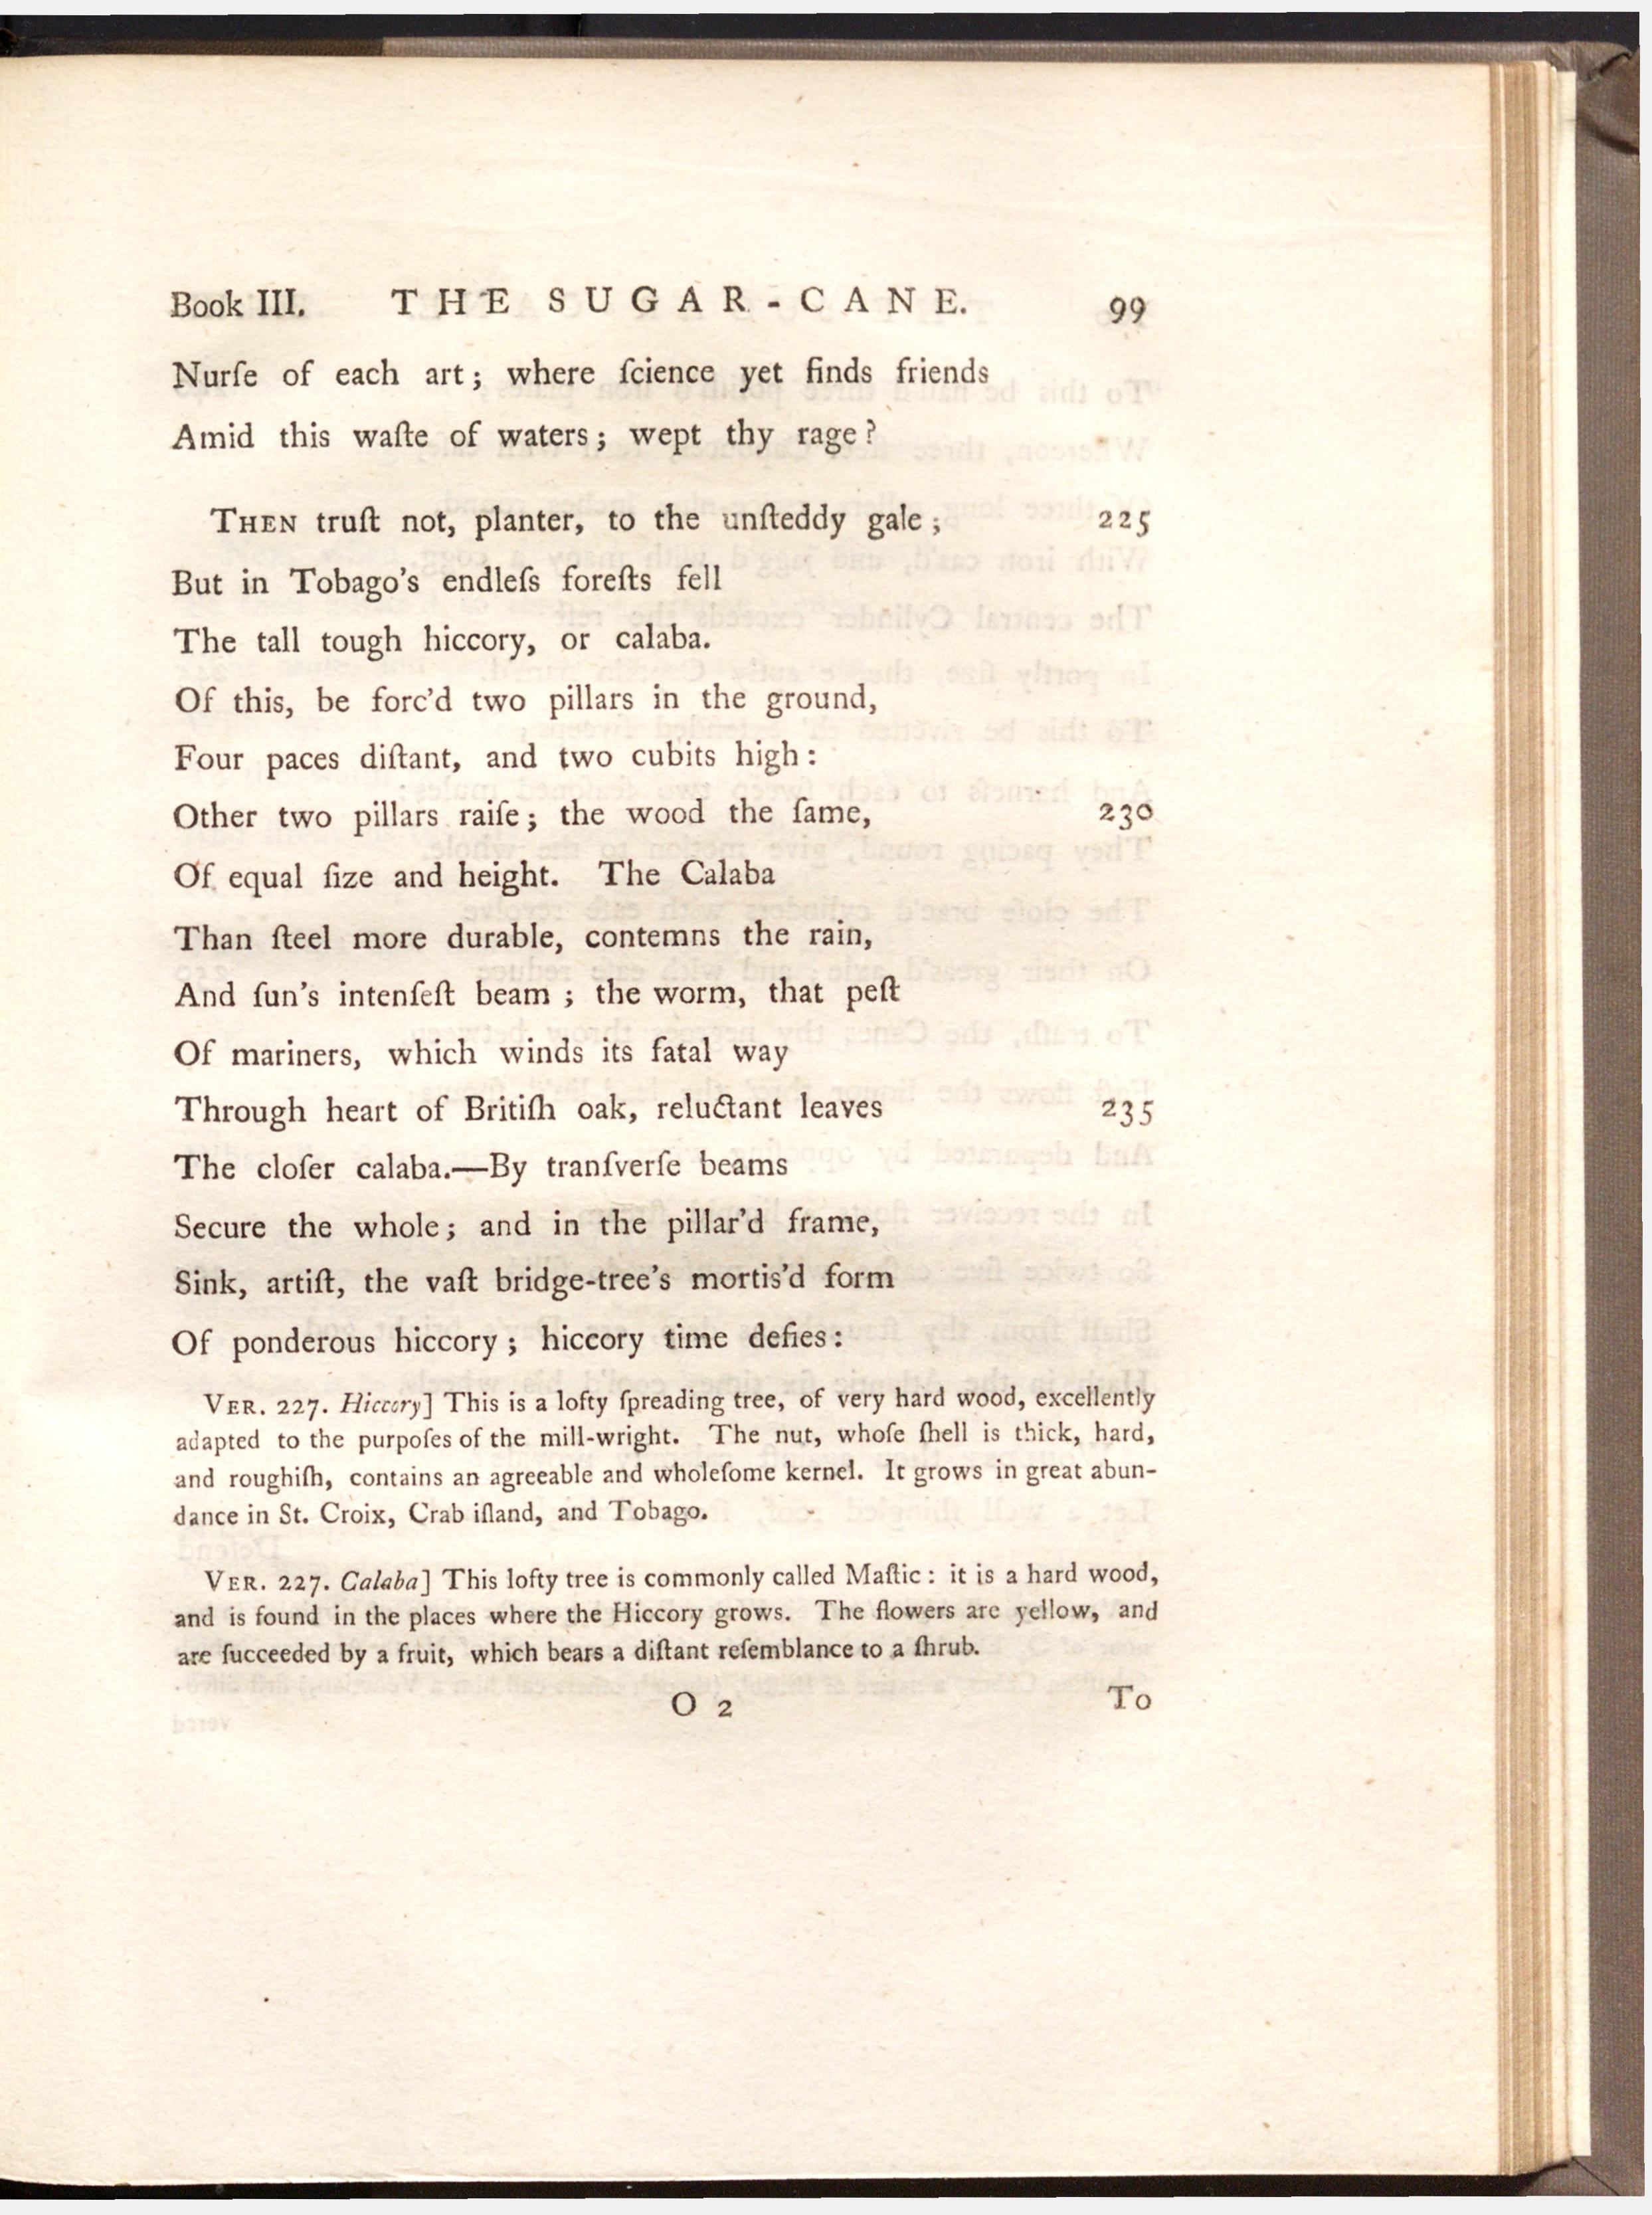 Book III. THE SUGAR-CANE. 99
Nurſe of each art; where ſcience yet finds friends
Amid this waſte of waters; wept thy rage?
THEN truſt not, planter, to the unſteddy gale; 225
But in Tobago's endleſs foreſts fell
The tall tough hiccory, or calaba.
Of this, be forc'd two pillars in the ground,
Four paces diſtant, and two cubits high:
Other two pillars raiſe; the wood the ſame, 230
Of equal ſize and height. The Calaba
Than ſteel more durable, contemns the rain,
And ſun's intenſeſt beam; the worm, that peſt
Of mariners, which winds its fatal way
Through heart of Britiſh oak, reluctant leaves 235
The cloſer calaba.—By tranſverſe beams
Secure the whole; and in the pillar'd frame,
Sink, artiſt, the vaſt bridge-tree's mortis'd form
Of ponderous hiccory; hiccory time defies:
VER. 227. Hiccory] This is a lofty ſpreading tree, of very hard wood, excellently
adapted to the purpoſes of the mill-wright. The nut, whoſe ſhell is thick, hard,
and roughiſh, contains an agreeable and wholeſome kernel. It grows in great abun-
dance in St. Croix, Crab iſland, and Tobago.
VER. 227. Calaba] This lofty tree is commonly called Maſtic: it is a hard wood,
and is found in the places where the Hiccory grows. The flowers are yellow, and
are ſucceeded by a fruit, which bears a diſtant reſemblance to a ſhrub.
O 2 To